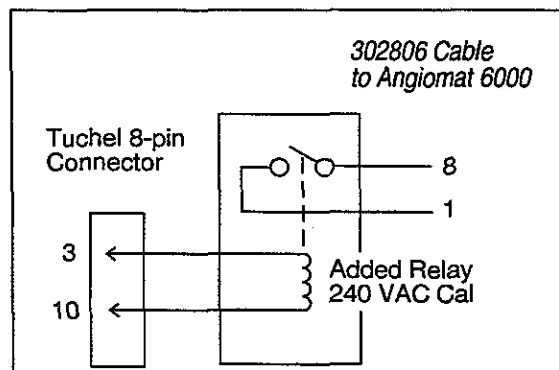 302806 Cable
to Angiomat 6000
Tuchel 8-pin
Connector
8
1
3
10
Added Relay
240 VAC Cal